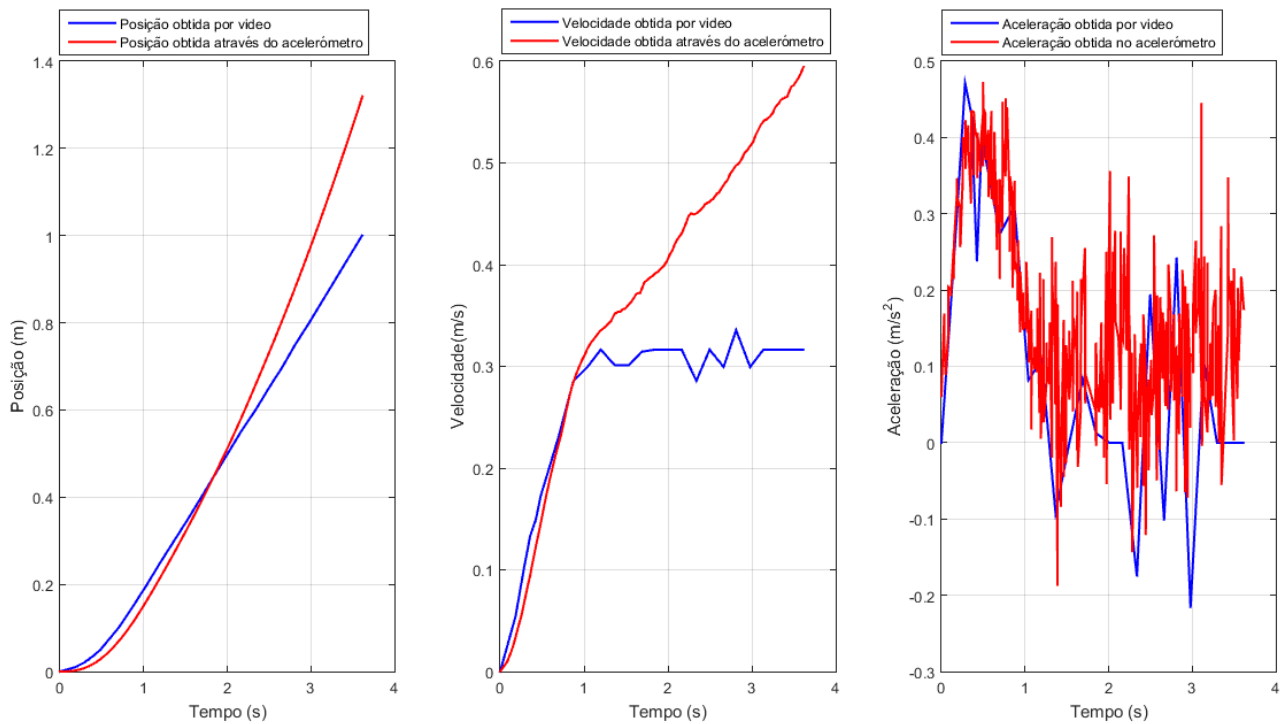 Posição obtida por video
Posição obtida através do acelerómetro
1.4
1.2
1
0.8
0.6
0.4
0.2
0
Posição (m)
0 1 2 3 4
Tempo (s)
Velocidade obtida por video
Velocidade obtida através do acelerómetro
0.6
0.5
0.4
0.3
0.2
0.1
0
Velocidade(m/s)
0 1 2 3 4
Tempo (s)
Aceleração obtida por video
Aceleração obtida no acelerómetro
0.5
0.4
0.3
0.2
0.1
0
-0.1
-0.2
-0.3
Aceleração (m/s²)
0 1 2 3 4
Tempo (s)